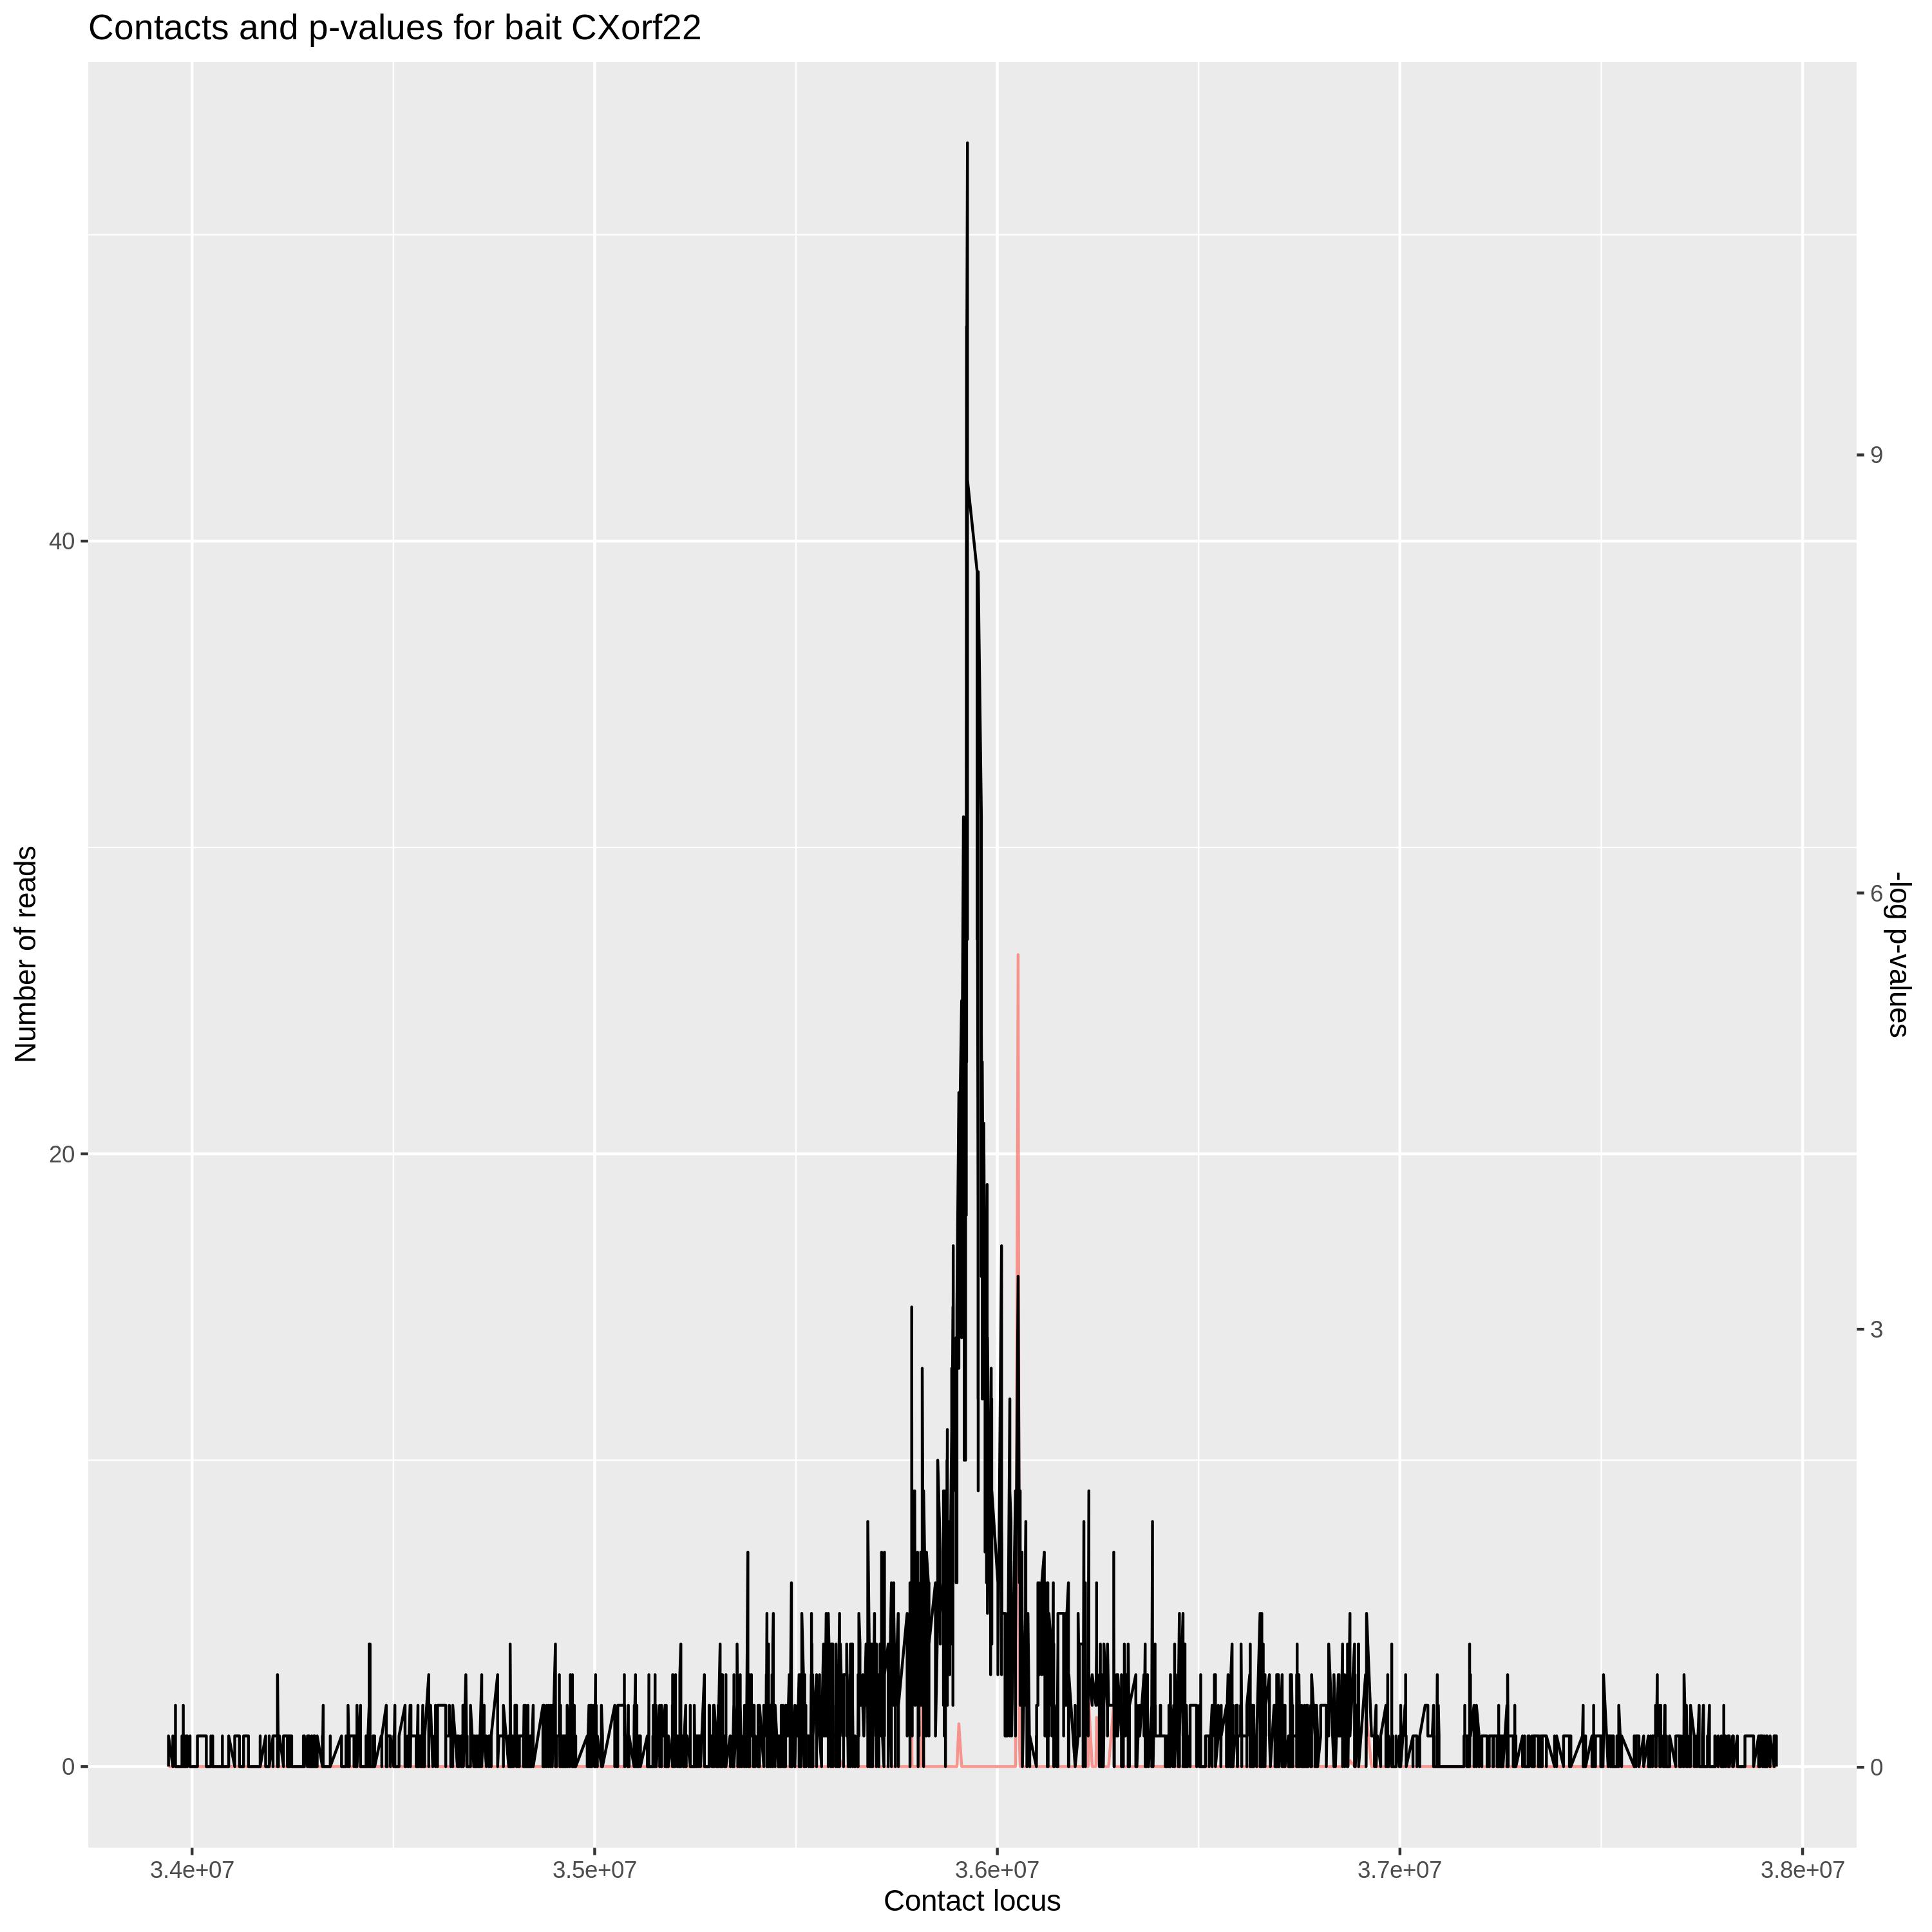 Contacts and p-values for bait CXorf22
Number of reads
40
20
0
9
6
3
0
-log p-values
3.4e+07 3.5e+07 3.6e+07 3.7e+07 3.8e+07
Contact locus